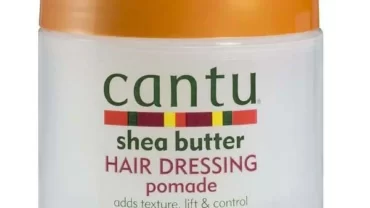 cantu®
shea butter
HAIR DRESSING
pomade
adds texture, lift & control